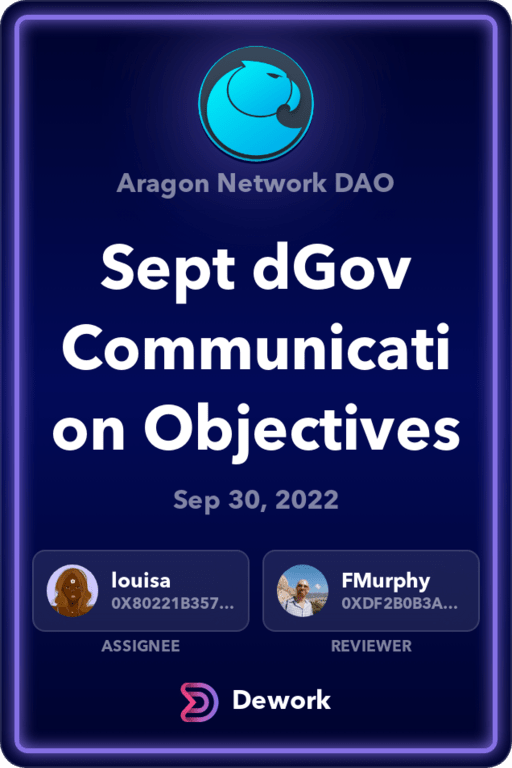 Aragon Network DAO
Sept dGov
Communicati
on Objectives
Sep 30, 2022
louisa
0X80221B357...
ASSIGNEE
FMurphy
0XDF2B0B3A...
REVIEWER
Dework